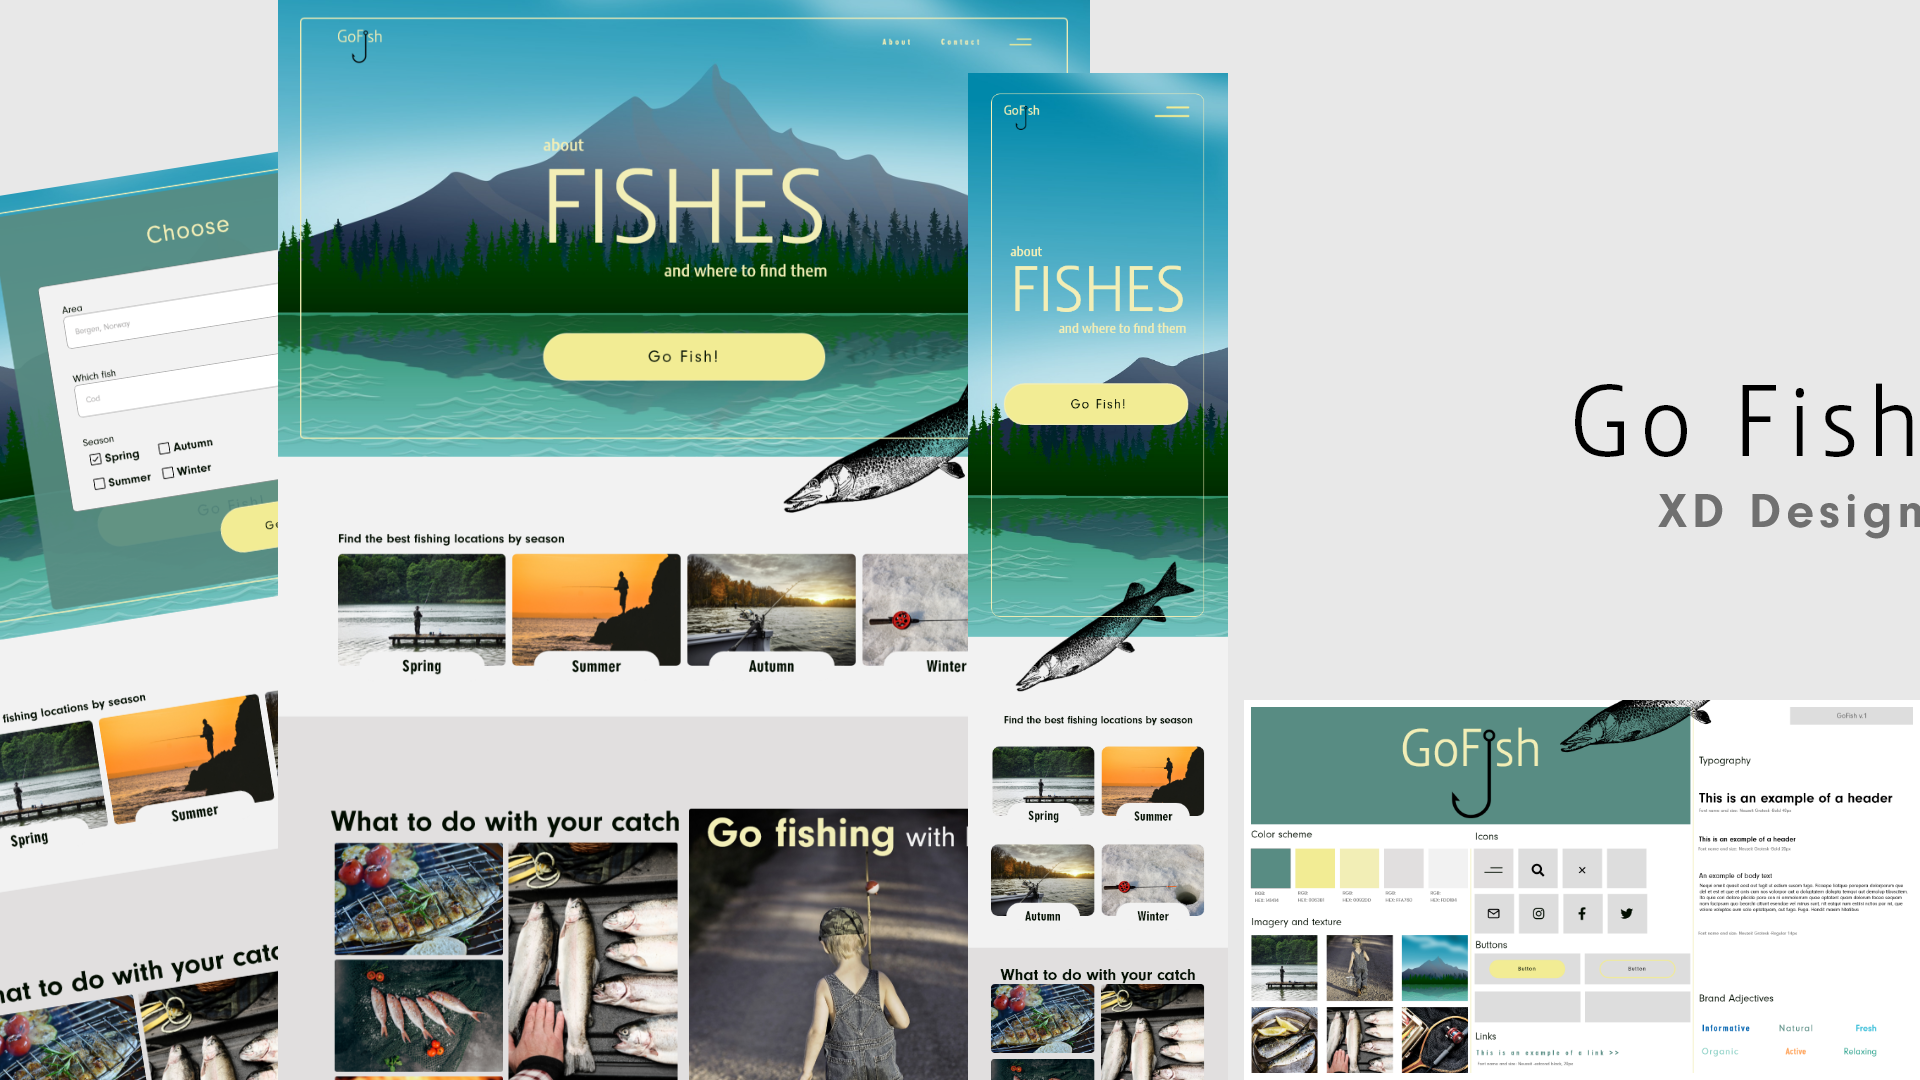 Choose
Area
Bergen, Norway
Which fish
Cod
Season
Spring
Autumn
Summer
Winter
Go Fish!
fishing locations by season
Spring
Summer
GoFish
About
Contact
about
FISHES
and where to find them
Go Fish!
Find the best fishing locations by season
Spring
Summer
Autumn
Winter
What to do with your catch
Go fishing with
GoFish
about
FISHES
and where to find them
Go Fish!
Find the best fishing locations by season
Spring
Summer
Autumn
Winter
What to do with your catch
Go Fish
XD Design
GoFish
GoFish v.1
Color scheme
Imagery and texture
Icons
Buttons
Button
Button
Links
This is an example of a link >>
Typography
This is an example of a header
This is an example of a header
An example of body text
Brand Adjectives
Informative
Natural
Fresh
Organic
Active
Relaxing